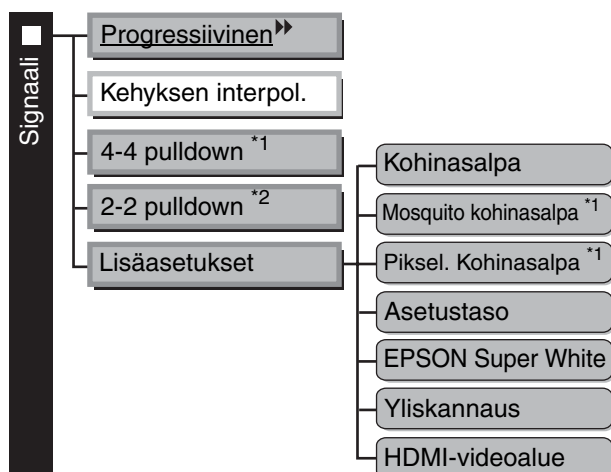 Signaali
Progressiivinen
Kehyksen interpol.
4-4 pulldown *1
2-2 pulldown *2
Lisäasetukset
Kohinasalpa
Mosquito kohinasalpa *1
Piksel. Kohinasalpa *1
Asetustaso
EPSON Super White
Yliskannaus
HDMI-videoalue